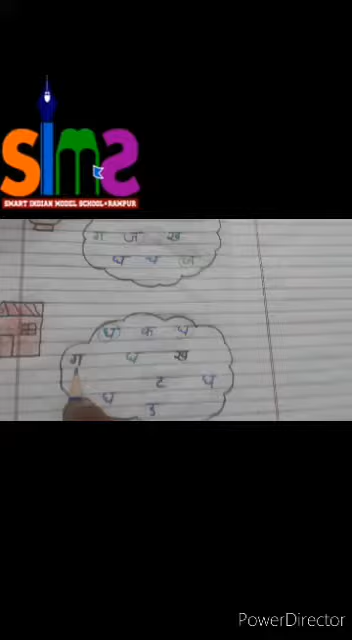 SIMS
SMART INDIAN MODEL SCHOOL-RAMPUR
ग ज ख
घ च ज
घ क घ
ग घ ख
ट घ
घ ड
PowerDirector